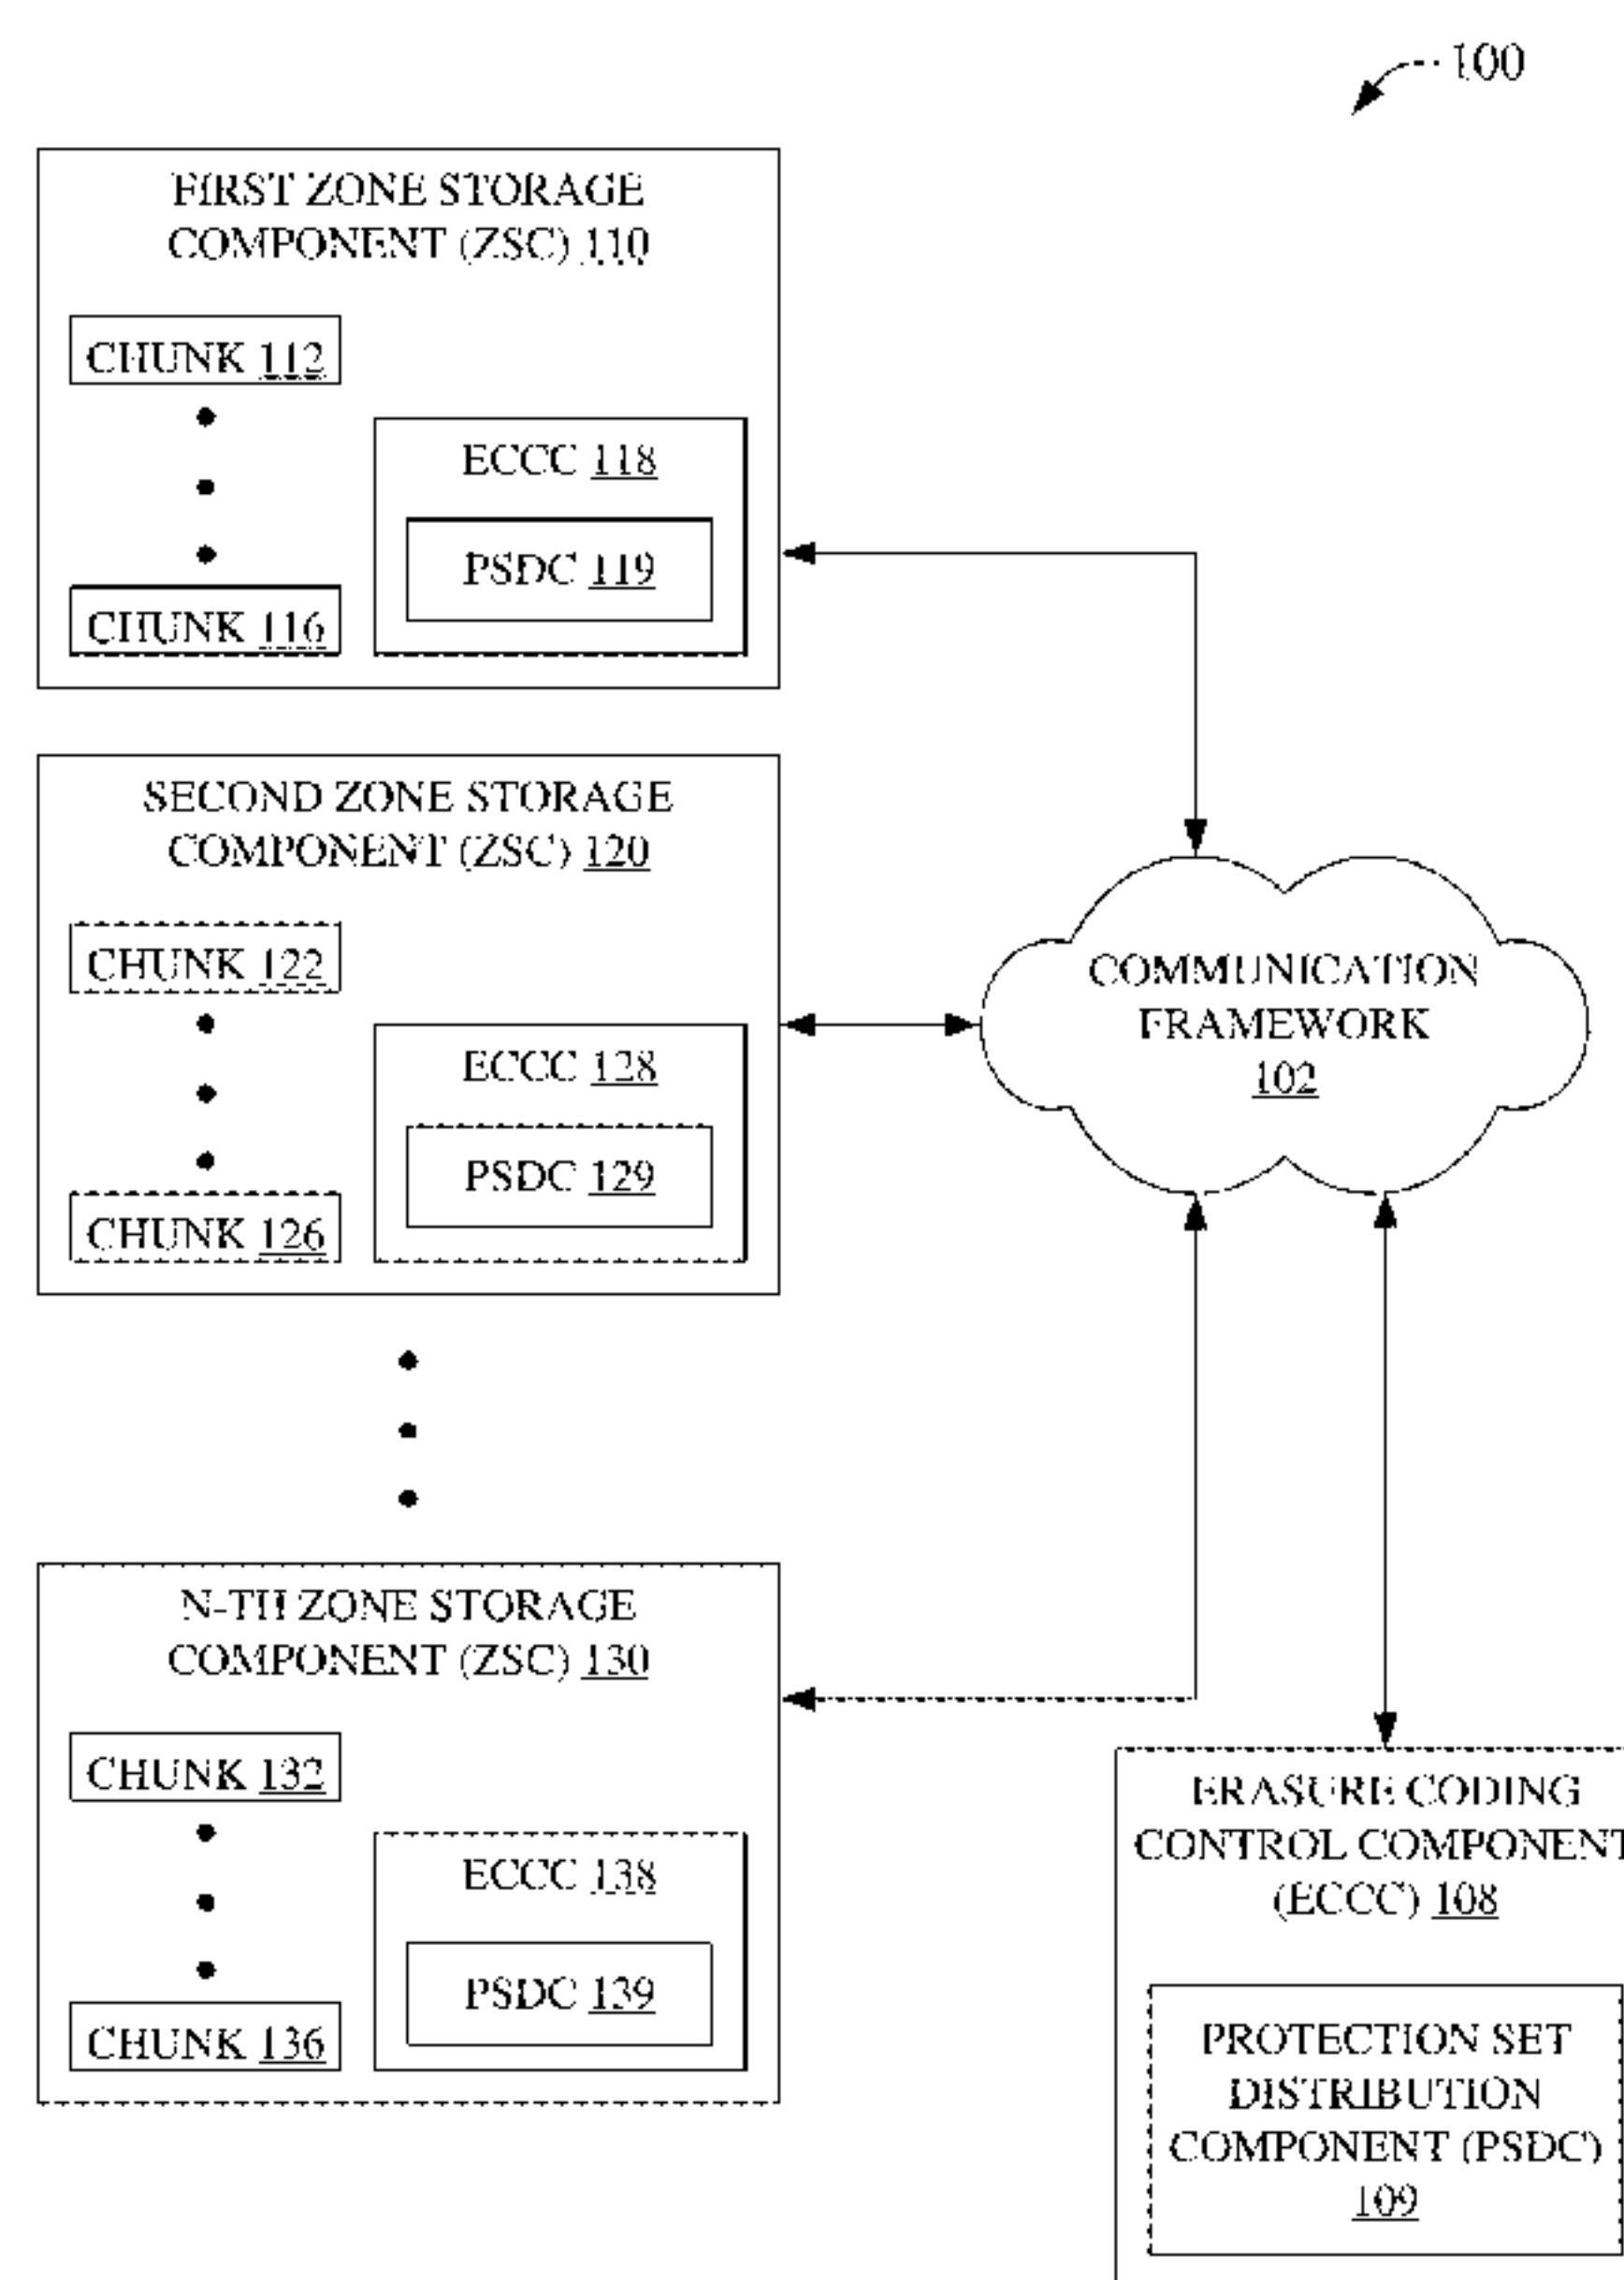 100
FIRST ZONE STORAGE
COMPONENT (ZSC) 110
CHUNK 112
ECCC 118
PSDC 119
CHUNK 116
SECOND ZONE STORAGE
COMPONENT (ZSC) 120
CHUNK 122
ECCC 128
PSDC 129
CHUNK 126
COMMUNICATION
FRAMEWORK
102
N-TH ZONE STORAGE
COMPONENT (ZSC) 130
CHUNK 132
ECCC 138
PSDC 139
CHUNK 136
ERASURE CODING
CONTROL COMPONENT
(ECCC) 108
PROTECTION SET
DISTRIBUTION
COMPONENT (PSDC)
109